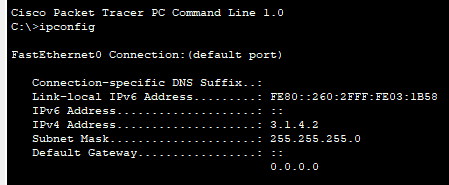 Cisco Packet Tracer PC Command Line 1.0
C:\>ipconfig
FastEthernet0 Connection:(default port)
Connection-specific DNS Suffix..:
Link-local IPv6 Address.........: FE80::260:2FFF:FE03:1B58
IPv6 Address....................: ::
IPv4 Address....................: 3.1.4.2
Subnet Mask.....................: 255.255.255.0
Default Gateway.................: ::
0.0.0.0